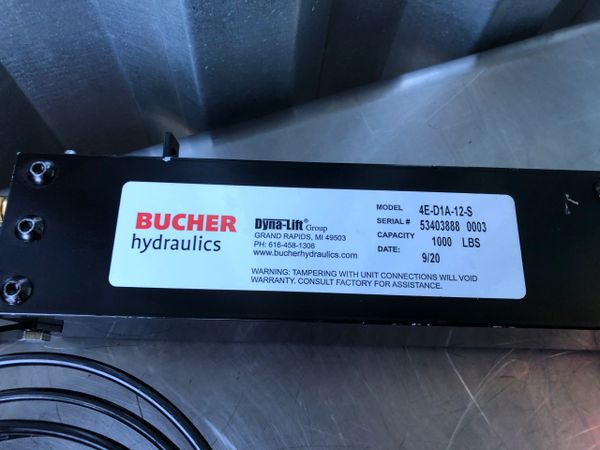 BUCHER
hydraulics
Dyna-Lift® Group
GRAND RAPIDS, MI 49503
PH: 616-458-1306
www.bucherhydraulics.com
MODEL 4E-D1A-12-S
SERIAL # 53403888 0003
CAPACITY 1000 LBS
DATE: 9/20
WARNING: TAMPERING WITH UNIT CONNECTIONS WILL VOID
WARRANTY. CONSULT FACTORY FOR ASSISTANCE.